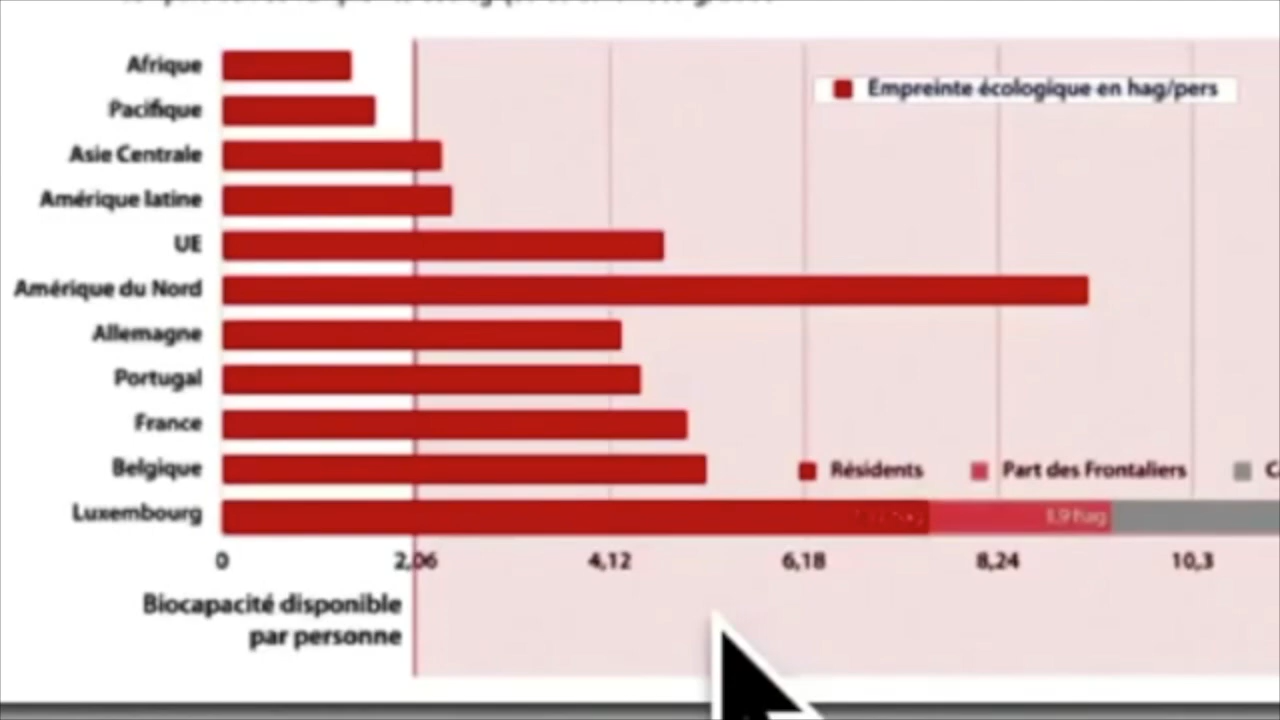 Afrique
Empreinte écologique en hag/pers
Pacifique
Asie Centrale
Amérique latine
UE
Amérique du Nord
Allemagne
Portugal
France
Belgique
Résidents
Part des Frontaliers
Luxembourg
1,9 hag
0
2,06
4,12
6,18
8,24
10,3
Biocapacité disponible
par personne